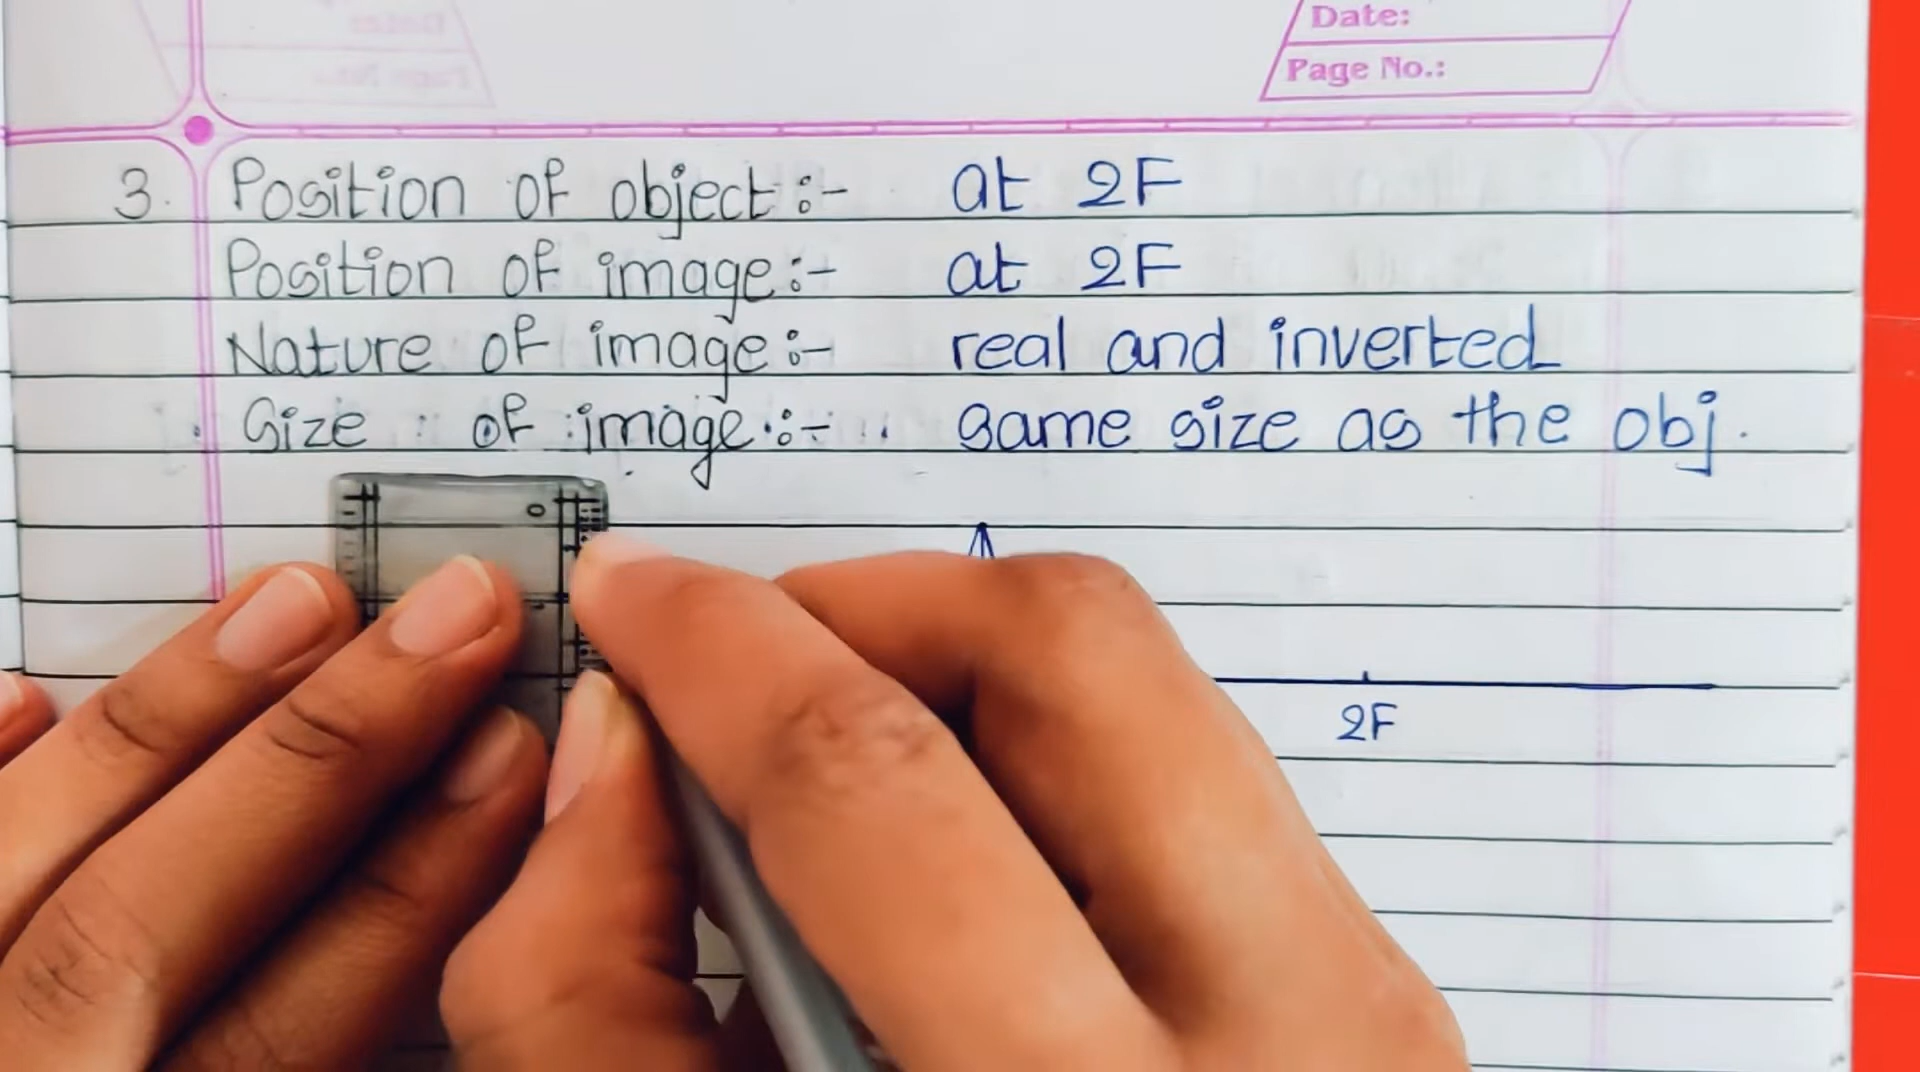 Date:
Page No.:
3. Position of object :- at 2F
Position of image :- at 2F
Nature of image :- real and inverted
Size of image :- same size as the obj.
0
2F